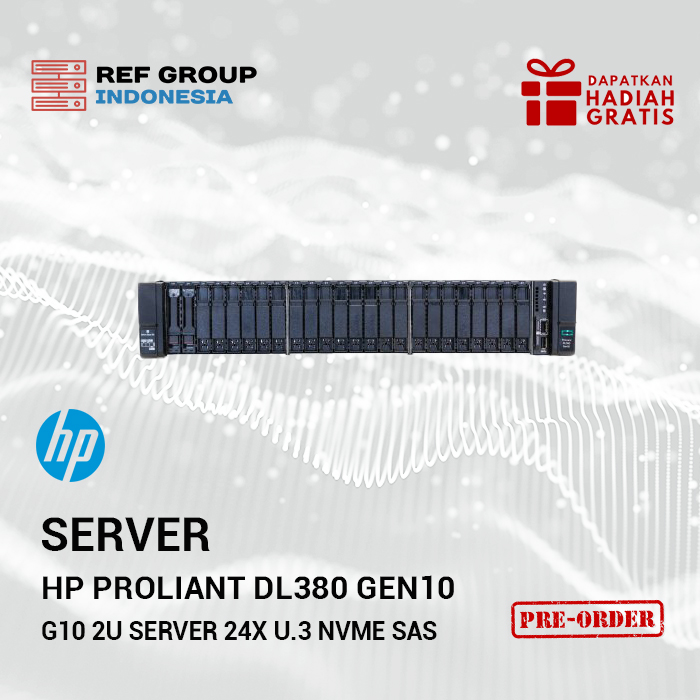 REF GROUP
INDONESIA
DAPATKAN
HADIAH
GRATIS
hp
SERVER
HP PROLIANT DL380 GEN10
G10 2U SERVER 24X U.3 NVME SAS
PRE-ORDER